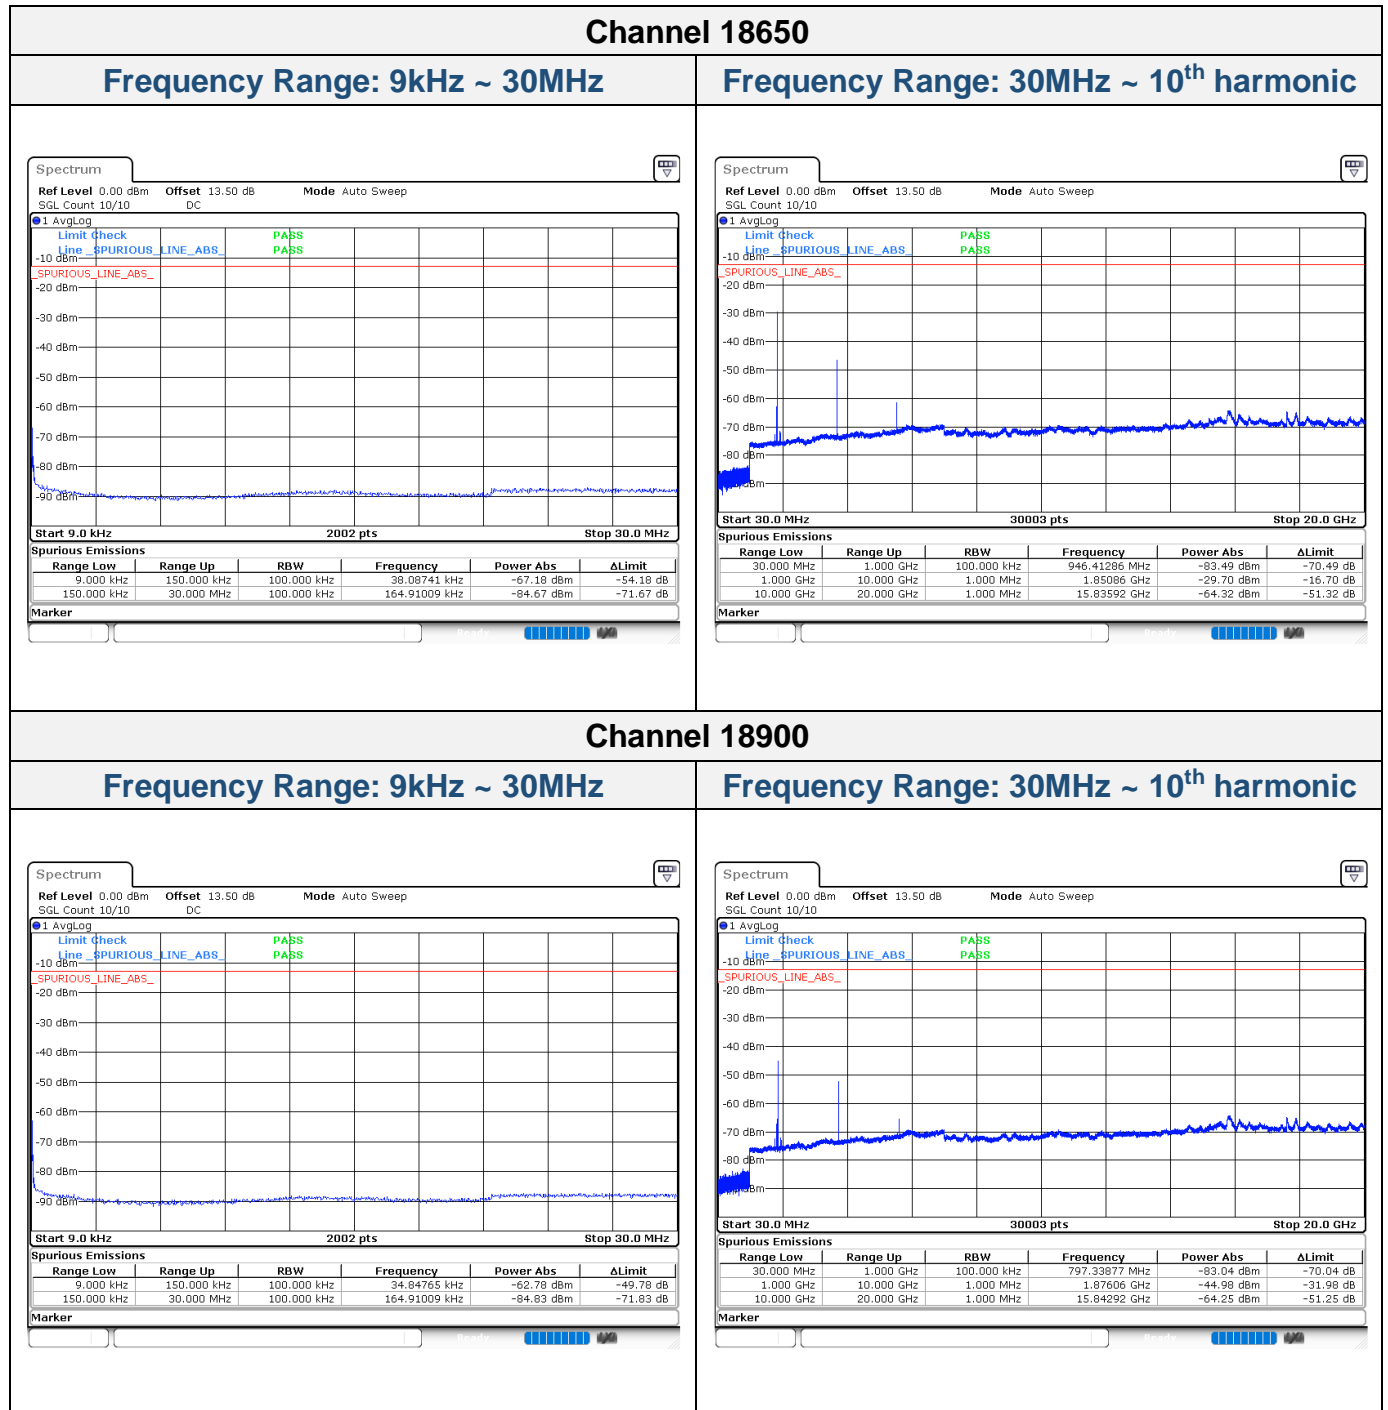 Channel 18650
Frequency Range: 9kHz ~ 30MHz
Frequency Range: 30MHz ~ 10th harmonic
Spectrum
Ref Level 0.00 dBm Offset 13.50 dB Mode Auto Sweep
SGL Count 10/10 DC
1 AvgLog
Limit Check PASS
Line _SPURIOUS_LINE_ABS_ PASS
-10 dBm
_SPURIOUS_LINE_ABS_
-20 dBm
-30 dBm
-40 dBm
-50 dBm
-60 dBm
-70 dBm
-80 dBm
-90 dBm
Start 9.0 kHz 2002 pts Stop 30.0 MHz
Spurious Emissions
Range Low Range Up RBW Frequency Power Abs ΔLimit
9.000 kHz 150.000 kHz 100.000 kHz 38.08741 kHz -67.18 dBm -54.18 dB
150.000 kHz 30.000 MHz 100.000 kHz 164.91009 kHz -84.67 dBm -71.67 dB
Marker
Ready
Spectrum
Ref Level 0.00 dBm Offset 13.50 dB Mode Auto Sweep
SGL Count 10/10
1 AvgLog
Limit Check PASS
Line _SPURIOUS_LINE_ABS_ PASS
-10 dBm
_SPURIOUS_LINE_ABS_
-20 dBm
-30 dBm
-40 dBm
-50 dBm
-60 dBm
-70 dBm
-80 dBm
Bm
Start 30.0 MHz 30003 pts Stop 20.0 GHz
Spurious Emissions
Range Low Range Up RBW Frequency Power Abs ΔLimit
30.000 MHz 1.000 GHz 100.000 kHz 946.41286 MHz -83.49 dBm -70.49 dB
1.000 GHz 10.000 GHz 1.000 MHz 1.85086 GHz -29.70 dBm -16.70 dB
10.000 GHz 20.000 GHz 1.000 MHz 15.83592 GHz -64.32 dBm -51.32 dB
Marker
Ready
Channel 18900
Frequency Range: 9kHz ~ 30MHz
Frequency Range: 30MHz ~ 10th harmonic
Spectrum
Ref Level 0.00 dBm Offset 13.50 dB Mode Auto Sweep
SGL Count 10/10 DC
1 AvgLog
Limit Check PASS
Line _SPURIOUS_LINE_ABS_ PASS
-10 dBm
_SPURIOUS_LINE_ABS_
-20 dBm
-30 dBm
-40 dBm
-50 dBm
-60 dBm
-70 dBm
-80 dBm
-90 dBm
Start 9.0 kHz 2002 pts Stop 30.0 MHz
Spurious Emissions
Range Low Range Up RBW Frequency Power Abs ΔLimit
9.000 kHz 150.000 kHz 100.000 kHz 34.84765 kHz -62.78 dBm -49.78 dB
150.000 kHz 30.000 MHz 100.000 kHz 164.91009 kHz -84.83 dBm -71.83 dB
Marker
Ready
Spectrum
Ref Level 0.00 dBm Offset 13.50 dB Mode Auto Sweep
SGL Count 10/10
1 AvgLog
Limit Check PASS
Line _SPURIOUS_LINE_ABS_ PASS
-10 dBm
_SPURIOUS_LINE_ABS_
-20 dBm
-30 dBm
-40 dBm
-50 dBm
-60 dBm
-70 dBm
-80 dBm
Bm
Start 30.0 MHz 30003 pts Stop 20.0 GHz
Spurious Emissions
Range Low Range Up RBW Frequency Power Abs ΔLimit
30.000 MHz 1.000 GHz 100.000 kHz 797.33877 MHz -83.04 dBm -70.04 dB
1.000 GHz 10.000 GHz 1.000 MHz 1.87606 GHz -44.98 dBm -31.98 dB
10.000 GHz 20.000 GHz 1.000 MHz 15.84292 GHz -64.25 dBm -51.25 dB
Marker
Ready